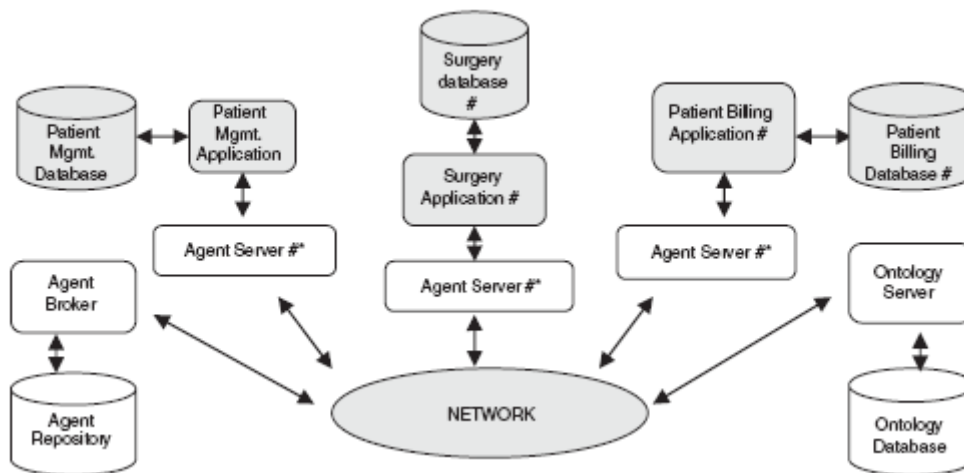 Surgery
database
#
Patient
Mgmt.
Database
Patient
Mgmt.
Application
Patient Billing
Application #
Patient
Billing
Database #
Surgery
Application #
Agent Server #*
Agent Server #*
Agent Server #*
Agent
Broker
Ontology
Server
NETWORK
Agent
Repository
Ontology
Database